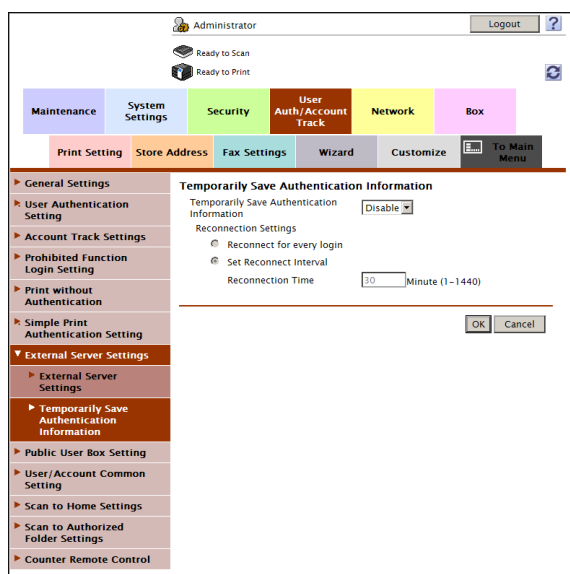 Administrator
Logout
?
Ready to Scan
Ready to Print
Maintenance
System
Settings
Security
User
Auth/Account
Track
Network
Box
Print Setting
Store Address
Fax Settings
Wizard
Customize
To Main
Menu
General Settings
User Authentication
Setting
Account Track Settings
Prohibited Function
Login Setting
Print without
Authentication
Simple Print
Authentication Setting
External Server Settings
External Server
Settings
Temporarily Save
Authentication
Information
Public User Box Setting
User/Account Common
Setting
Scan to Home Settings
Scan to Authorized
Folder Settings
Counter Remote Control
Temporarily Save Authentication Information
Temporarily Save Authentication
Information
Disable
Reconnection Settings
Reconnect for every login
Set Reconnect Interval
Reconnection Time
30
Minute (1-1440)
OK
Cancel